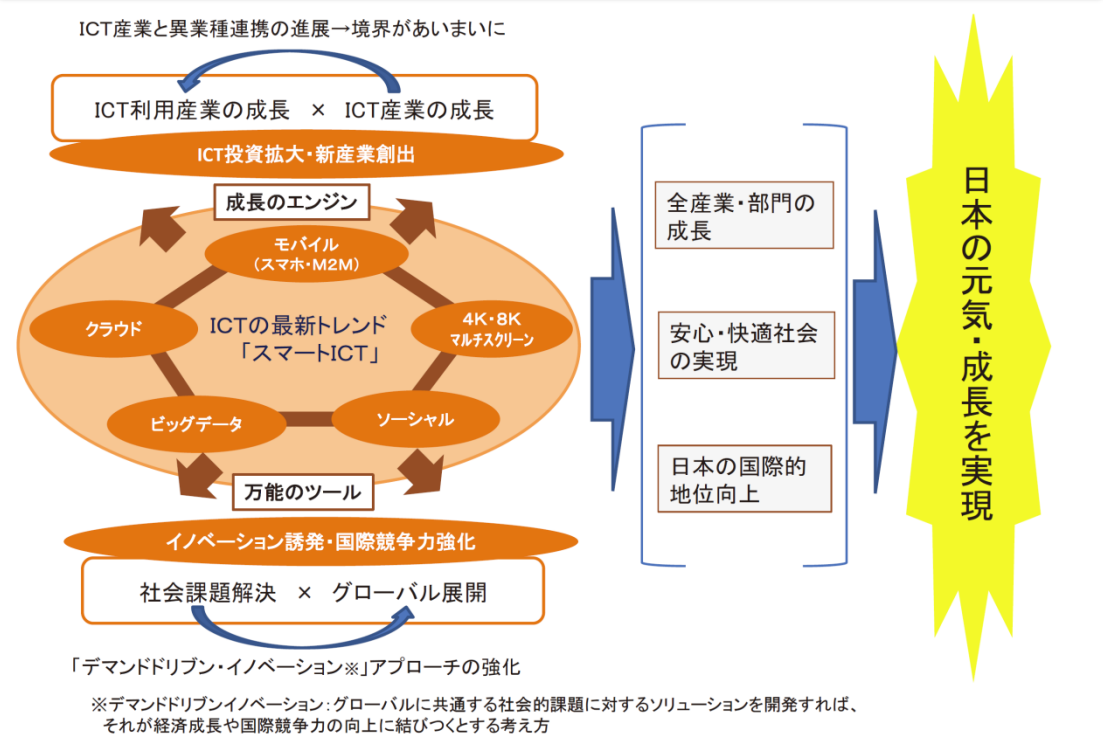 ICT産業と異業種連携の進展→境界があいまいに
ICT利用産業の成長 × ICT産業の成長
ICT投資拡大・新産業創出
成長のエンジン
モバイル
(スマホ・M2M)
クラウド
ICTの最新トレンド
「スマートICT」
4K・8K
マルチスクリーン
ビッグデータ
ソーシャル
万能のツール
イノベーション誘発・国際競争力強化
社会課題解決 × グローバル展開
「デマンドドリブン・イノベーション※」アプローチの強化
※デマンドドリブンイノベーション：グローバルに共通する社会的課題に対するソリューションを開発すれば、
それが経済成長や国際競争力の向上に結びつくとする考え方
全産業・部門の
成長
安心・快適社会
の実現
日本の国際的
地位向上
日本の元気・成長を実現